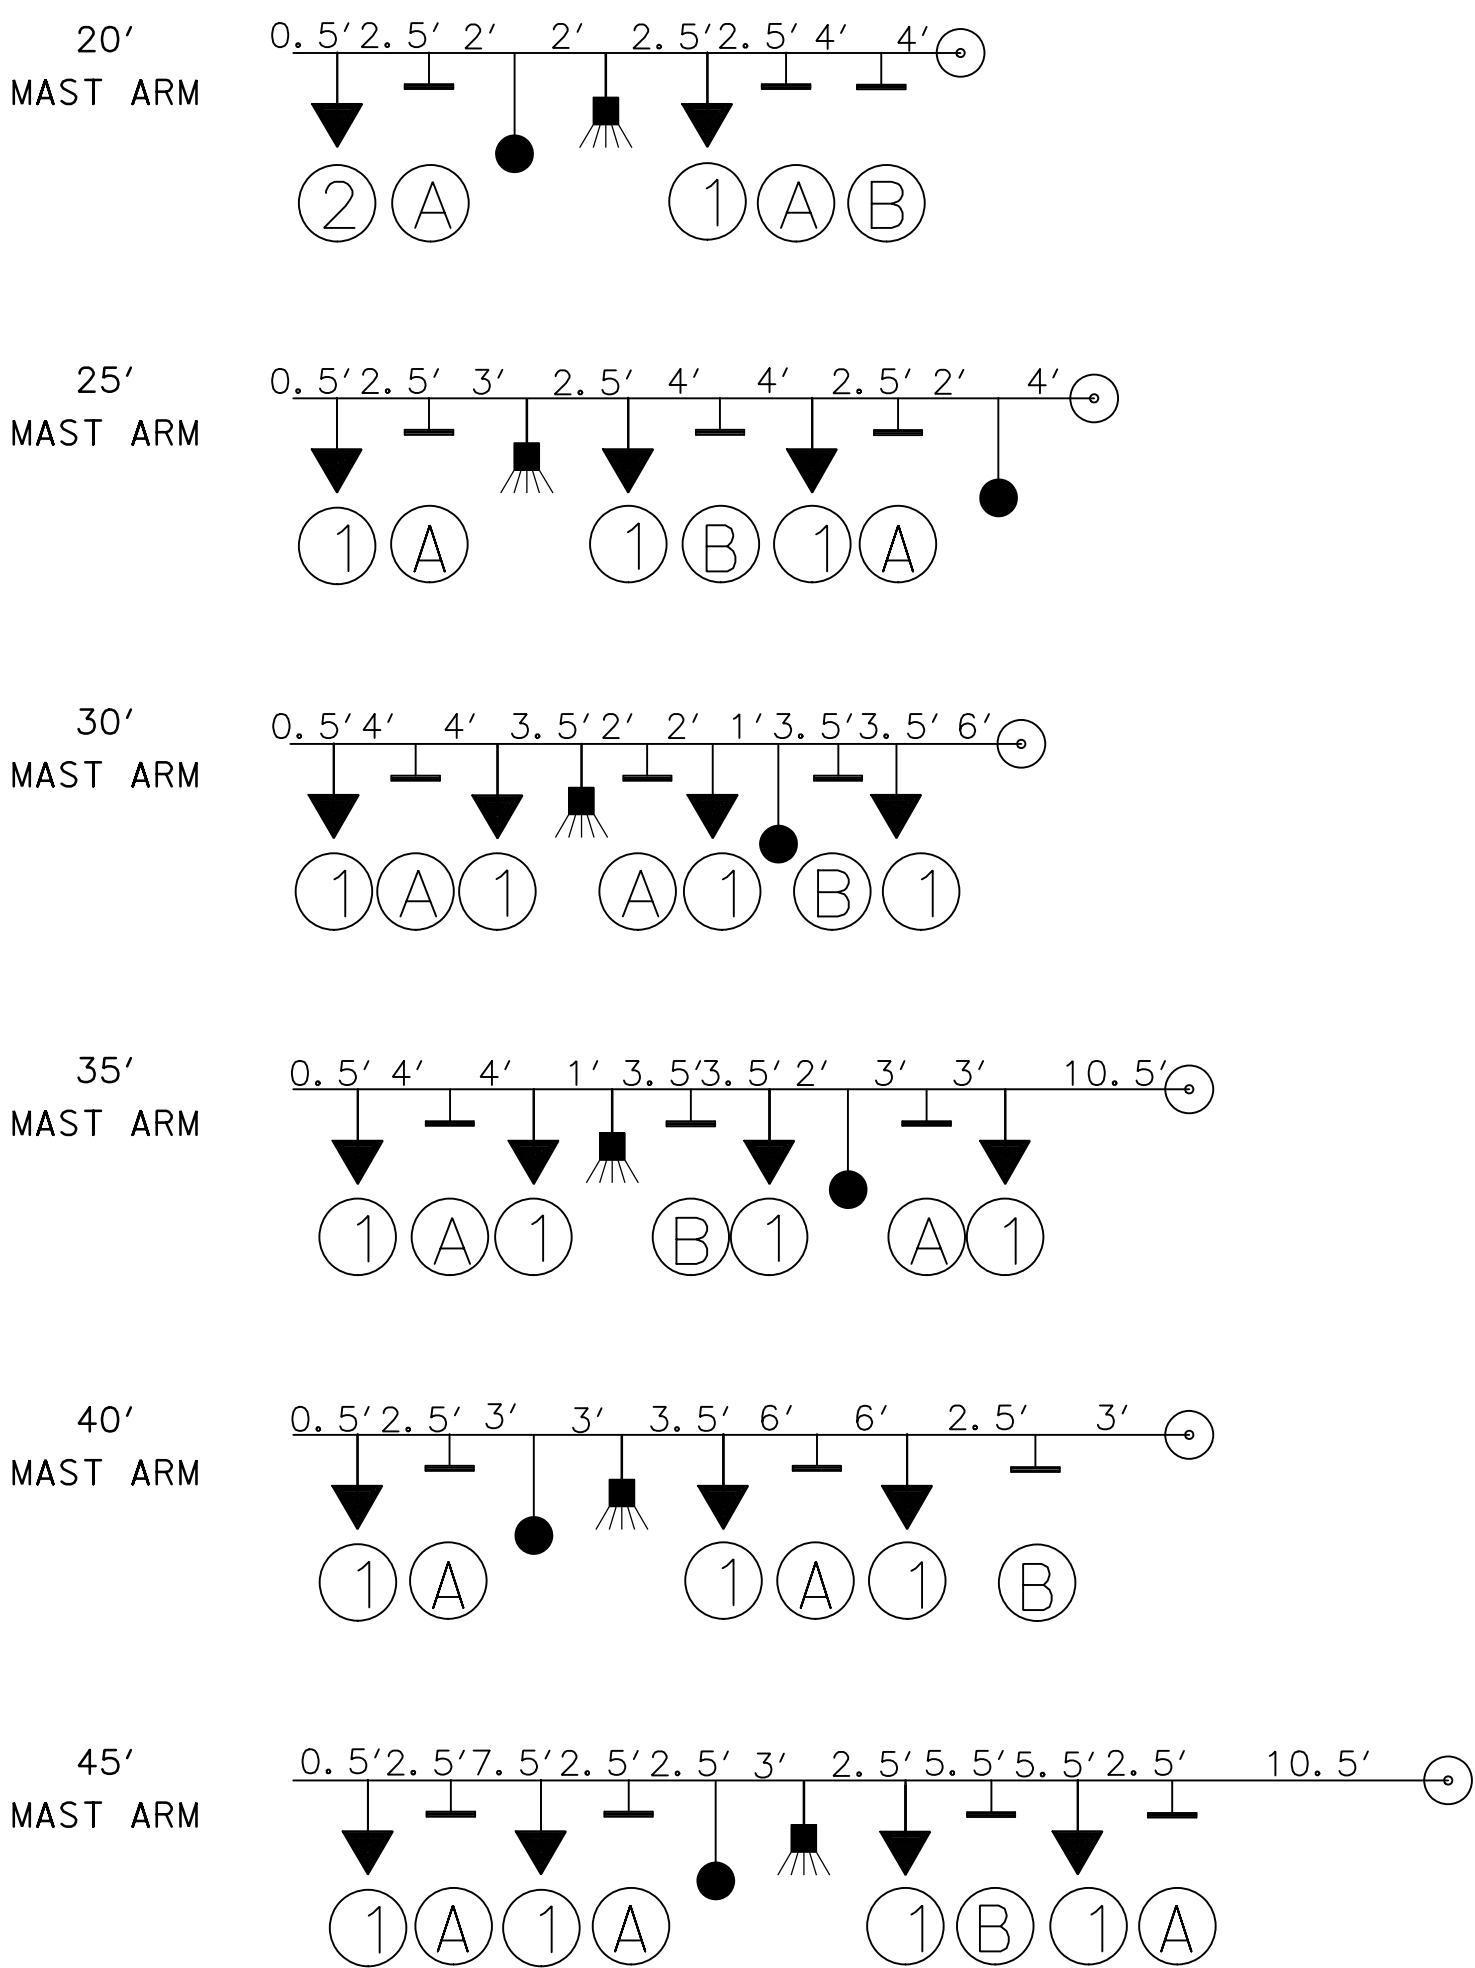 20' 0.5' 2.5' 2' 2' 2.5' 2.5' 4' 4'
MAST ARM
2 A 1 A B
25' 0.5' 2.5' 3' 2.5' 4' 4' 2.5' 2' 4'
MAST ARM
1 A 1 B 1 A
30' 0.5' 4' 4' 3.5' 2' 2' 1' 3.5' 3.5' 6'
MAST ARM
1 A 1 A 1 B 1
35' 0.5' 4' 4' 1' 3.5' 3.5' 2' 3' 3' 10.5'
MAST ARM
1 A 1 B 1 A 1
40' 0.5' 2.5' 3' 3' 3.5' 6' 6' 2.5' 3'
MAST ARM
1 A 1 A 1 B
45' 0.5' 2.5' 7.5' 2.5' 2.5' 3' 2.5' 5.5' 5.5' 2.5' 10.5'
MAST ARM
1 A 1 A 1 B 1 A